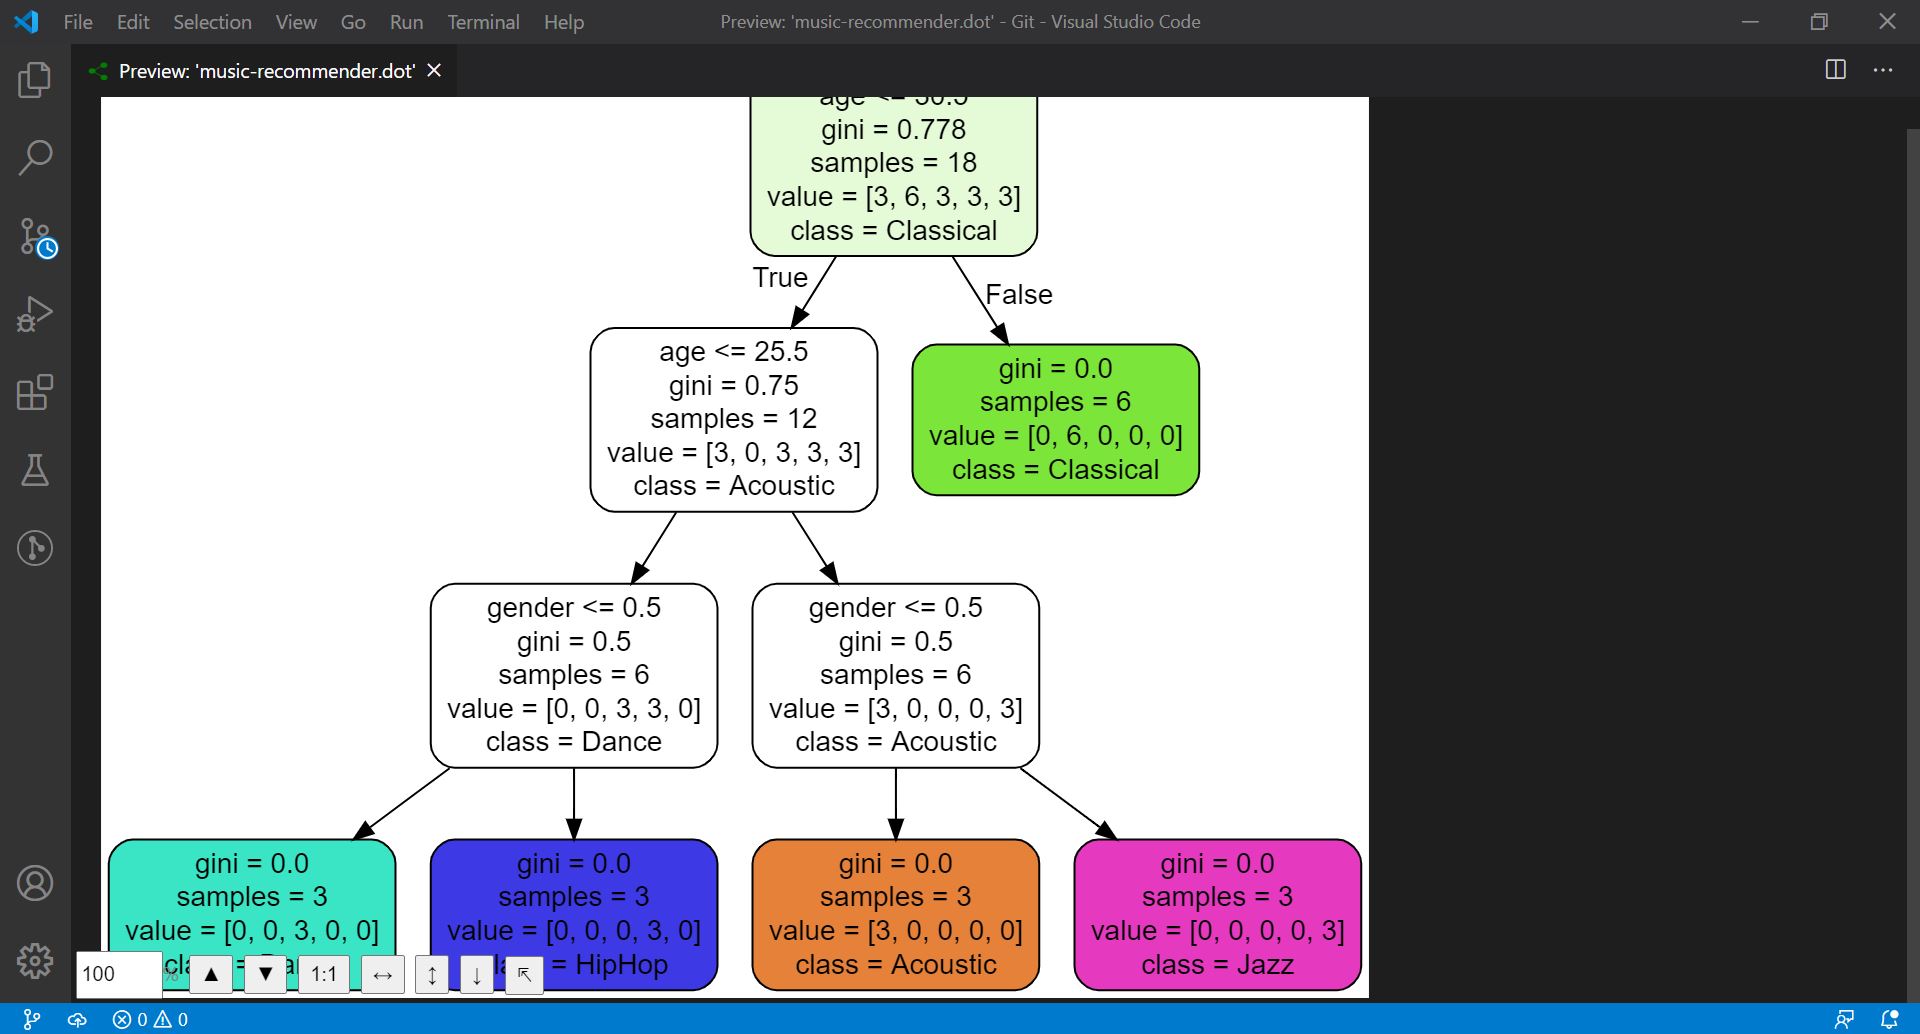 File Edit Selection View Go Run Terminal Help
Preview: 'music-recommender.dot' - Git - Visual Studio Code
Preview: 'music-recommender.dot'
age <= 30.5
gini = 0.778
samples = 18
value = [3, 6, 3, 3, 3]
class = Classical
True
False
age <= 25.5
gini = 0.75
samples = 12
value = [3, 0, 3, 3, 3]
class = Acoustic
gini = 0.0
samples = 6
value = [0, 6, 0, 0, 0]
class = Classical
gender <= 0.5
gini = 0.5
samples = 6
value = [0, 0, 3, 3, 0]
class = Dance
gender <= 0.5
gini = 0.5
samples = 6
value = [3, 0, 0, 0, 3]
class = Acoustic
gini = 0.0
samples = 3
value = [0, 0, 3, 0, 0]
gini = 0.0
samples = 3
value = [0, 0, 0, 3, 0]
= HipHop
gini = 0.0
samples = 3
value = [3, 0, 0, 0, 0]
class = Acoustic
gini = 0.0
samples = 3
value = [0, 0, 0, 0, 3]
class = Jazz
100 %
1:1
0 0